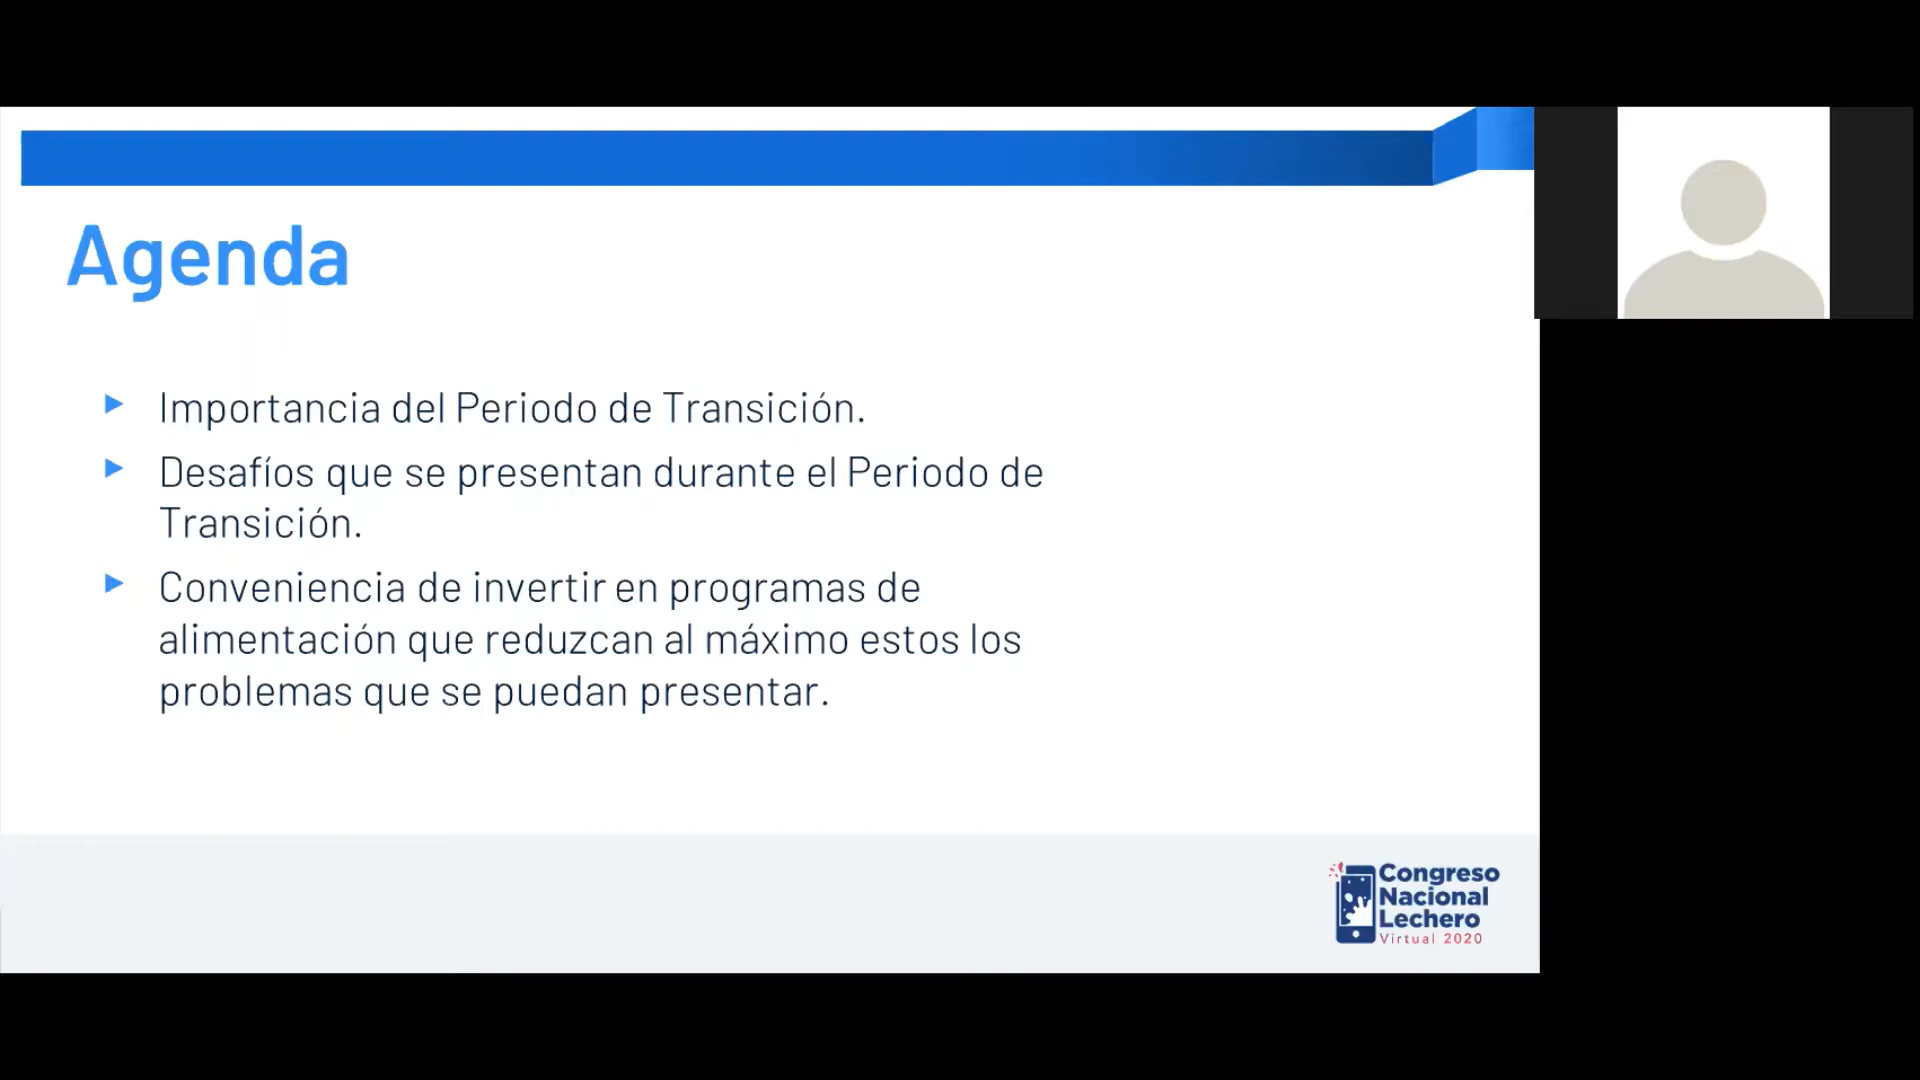 Agenda
Importancia del Periodo de Transición.
Desafíos que se presentan durante el Periodo de
Transición.
Conveniencia de invertir en programas de
alimentación que reduzcan al máximo estos los
problemas que se puedan presentar.
Congreso
Nacional
Lechero
Virtual 2020